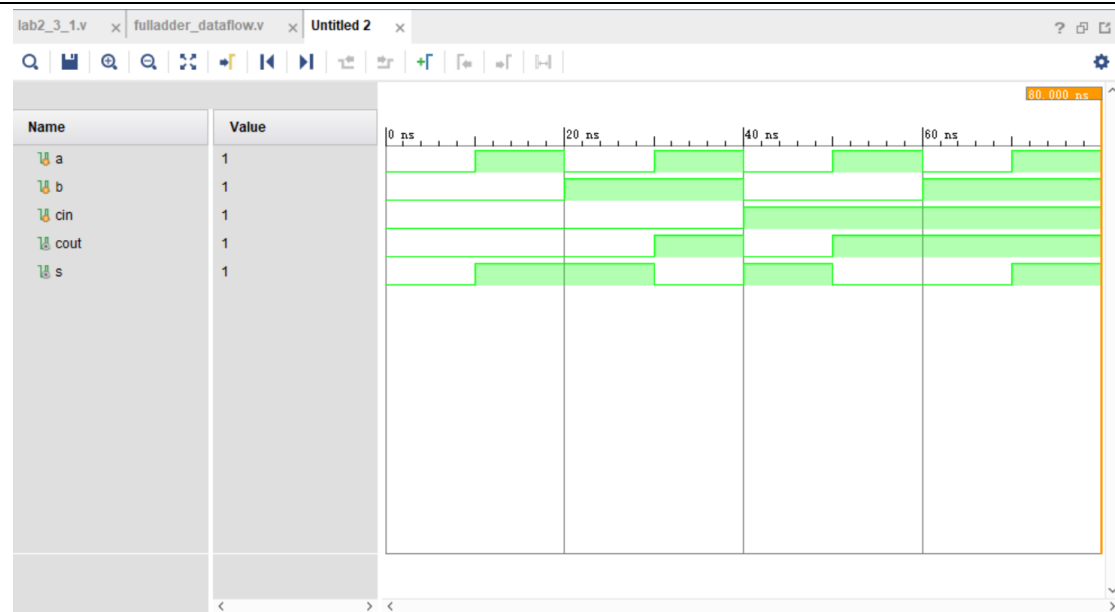 lab2_3_1.v × fulladder_dataflow.v × Untitled 2 ×
80.000 ns
Name Value
0 ns 20 ns 40 ns 60 ns
a 1
b 1
cin 1
cout 1
s 1